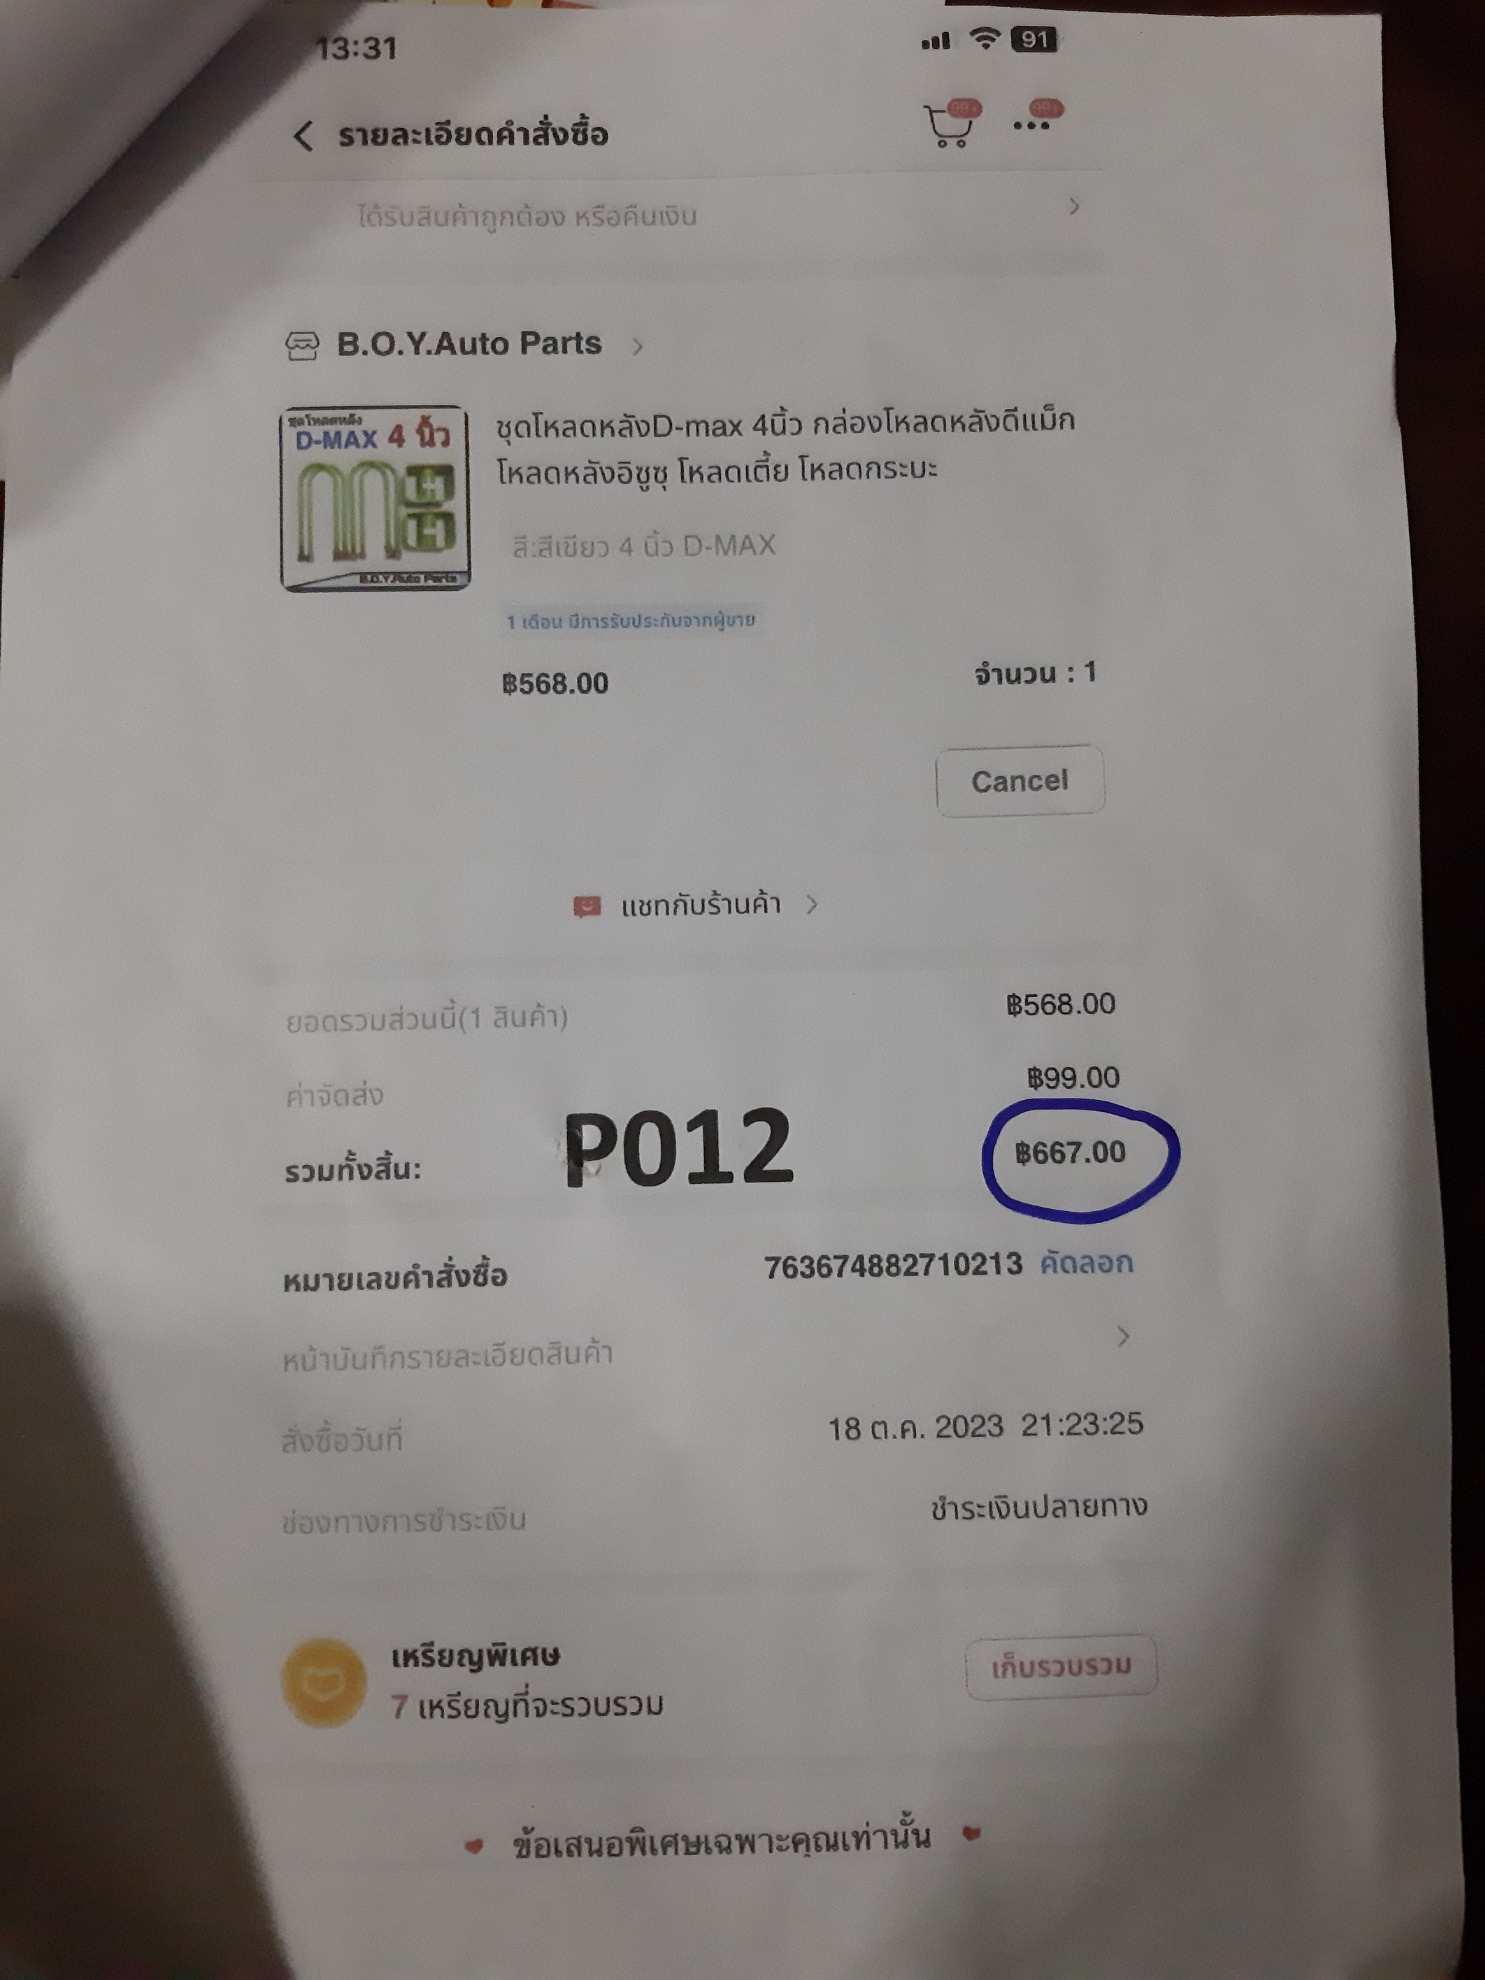 13:31
91
รายละเอียดคำสั่งซื้อ
99+
99+
ได้รับสินค้าถูกต้อง หรือคืนเงิน
B.O.Y.Auto Parts
ชุดโหลดหลัง
D-MAX 4 นิ้ว
B.O.Y.Auto Parts
ชุดโหลดหลังD-max 4นิ้ว กล่องโหลดหลังดีแม็ก
โหลดหลังอิซูซุ โหลดเตี้ย โหลดกระบะ
สี:สีเขียว 4 นิ้ว D-MAX
1 เดือน มีการรับประกันจากผู้ขาย
฿568.00
จำนวน : 1
Cancel
แชทกับร้านค้า
ยอดรวมส่วนนี้(1 สินค้า) ฿568.00
ค่าจัดส่ง ฿99.00
รวมทั้งสิ้น: P012 ฿667.00
หมายเลขคำสั่งซื้อ 763674882710213 คัดลอก
หน้าบันทึกรายละเอียดสินค้า
สั่งซื้อวันที่ 18 ต.ค. 2023 21:23:25
ช่องทางการชำระเงิน ชำระเงินปลายทาง
เหรียญพิเศษ
7 เหรียญที่จะรวบรวม
เก็บรวบรวม
ข้อเสนอพิเศษเฉพาะคุณเท่านั้น